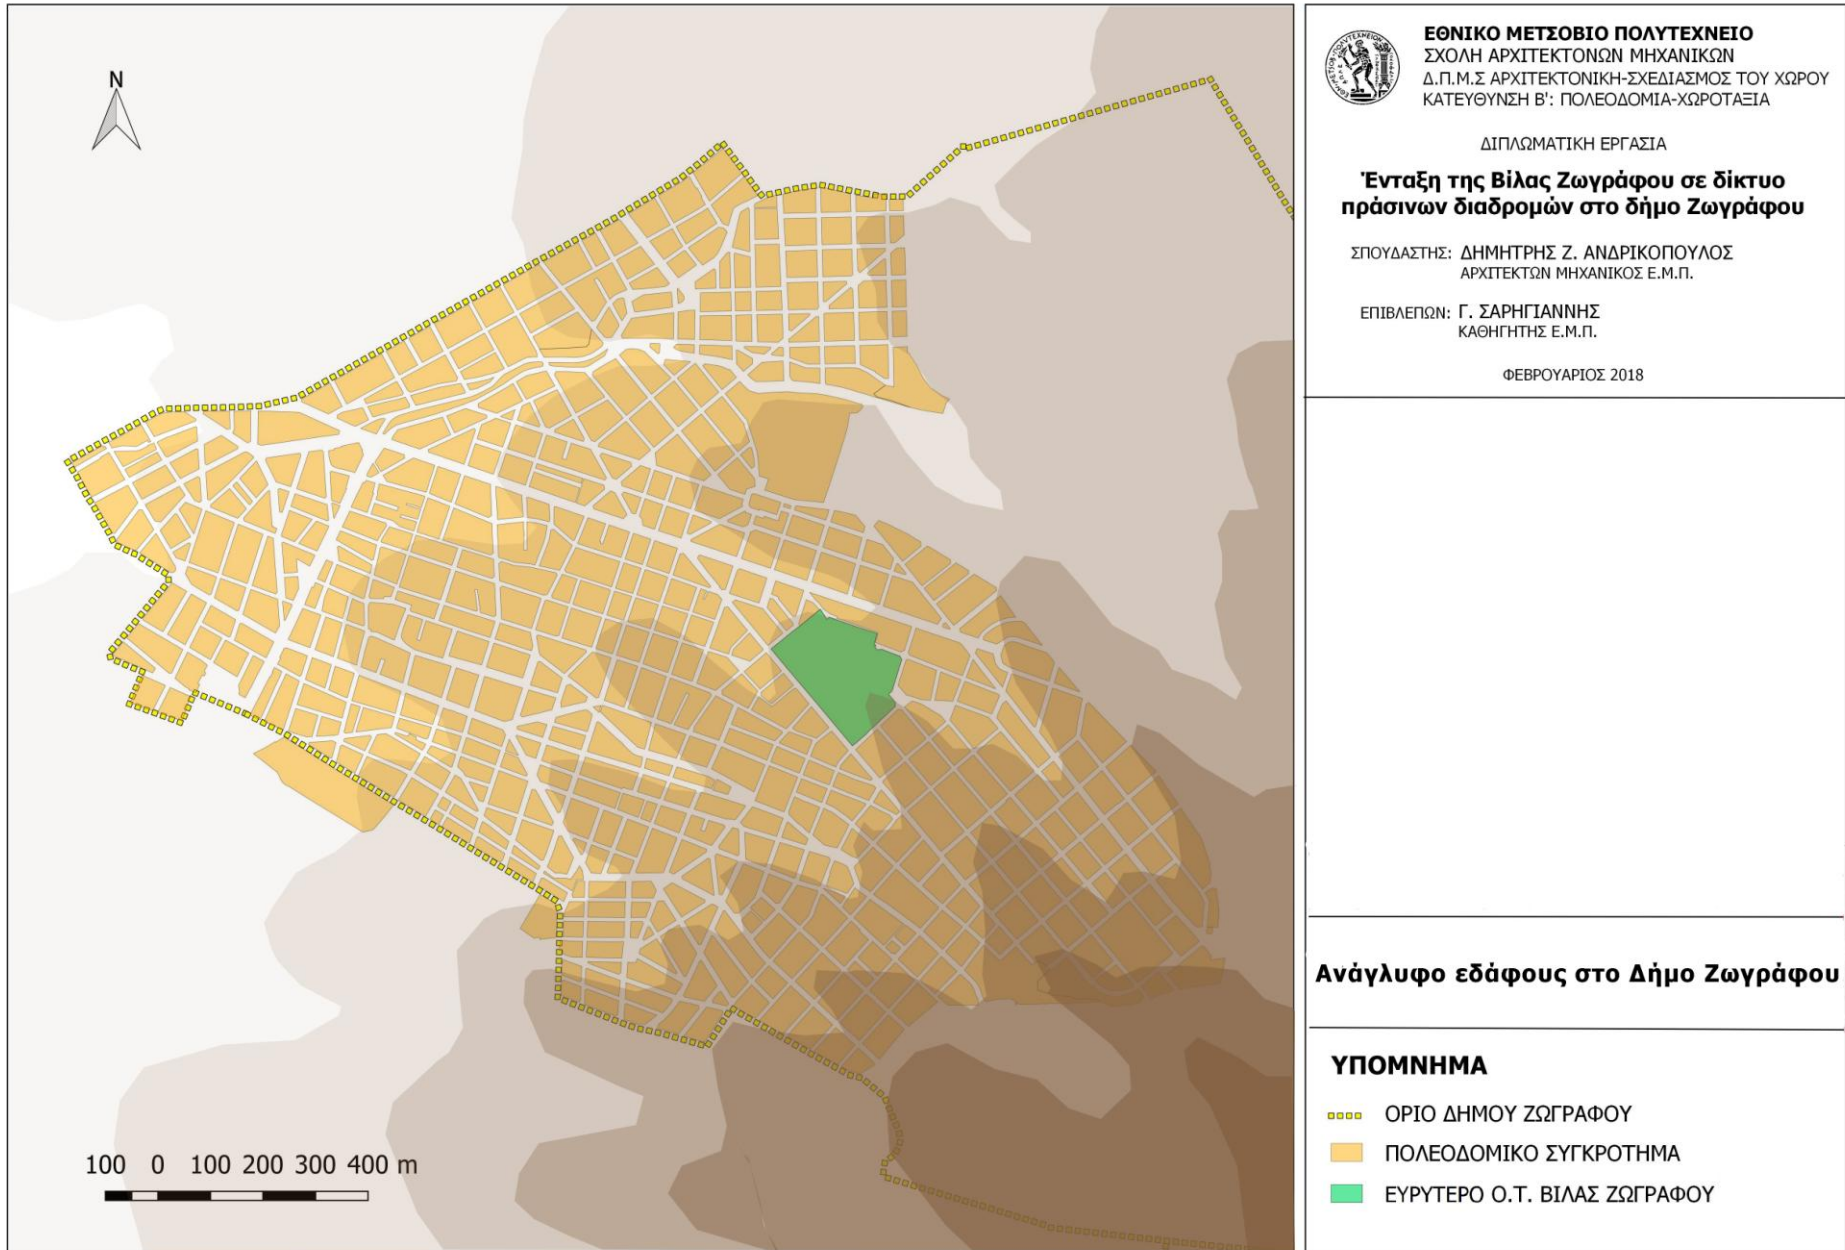 N
100 0 100 200 300 400 m
ΕΘΝΙΚΟ ΜΕΤΣΟΒΙΟ ΠΟΛΥΤΕΧΝΕΙΟ
ΣΧΟΛΗ ΑΡΧΙΤΕΚΤΟΝΩΝ ΜΗΧΑΝΙΚΩΝ
Δ.Π.Μ.Σ ΑΡΧΙΤΕΚΤΟΝΙΚΗ-ΣΧΕΔΙΑΣΜΟΣ ΤΟΥ ΧΩΡΟΥ
ΚΑΤΕΥΘΥΝΣΗ Β': ΠΟΛΕΟΔΟΜΙΑ-ΧΩΡΟΤΑΞΙΑ
ΔΙΠΛΩΜΑΤΙΚΗ ΕΡΓΑΣΙΑ
Ένταξη της Βίλας Ζωγράφου σε δίκτυο
πράσινων διαδρομών στο δήμο Ζωγράφου
ΣΠΟΥΔΑΣΤΗΣ: ΔΗΜΗΤΡΗΣ Ζ. ΑΝΔΡΙΚΟΠΟΥΛΟΣ
ΑΡΧΙΤΕΚΤΩΝ ΜΗΧΑΝΙΚΟΣ Ε.Μ.Π.
ΕΠΙΒΛΕΠΩΝ: Γ. ΣΑΡΗΓΙΑΝΝΗΣ
ΚΑΘΗΓΗΤΗΣ Ε.Μ.Π.
ΦΕΒΡΟΥΑΡΙΟΣ 2018
Ανάγλυφο εδάφους στο Δήμο Ζωγράφου
ΥΠΟΜΝΗΜΑ
ΟΡΙΟ ΔΗΜΟΥ ΖΩΓΡΑΦΟΥ
ΠΟΛΕΟΔΟΜΙΚΟ ΣΥΓΚΡΟΤΗΜΑ
ΕΥΡΥΤΕΡΟ Ο.Τ. ΒΙΛΑΣ ΖΩΓΡΑΦΟΥ